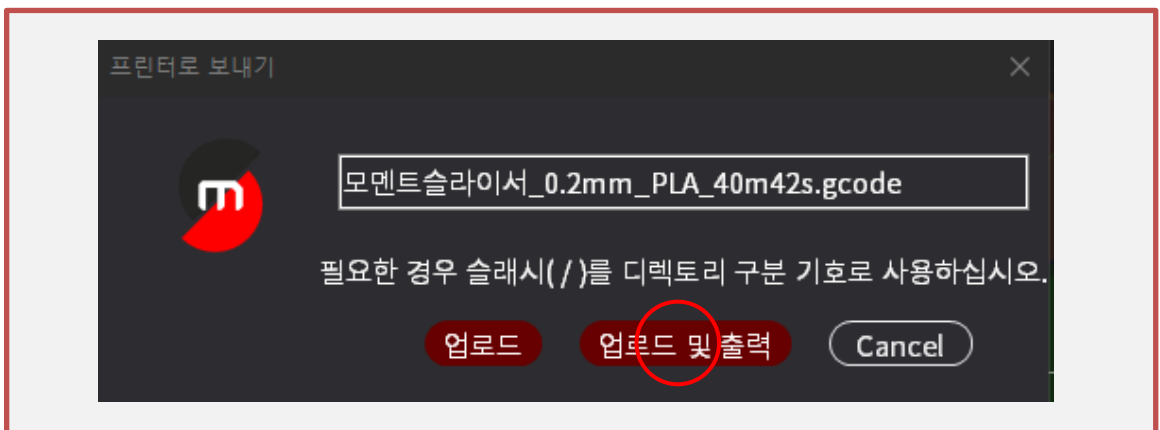 프린터로 보내기
m
모멘트슬라이서_0.2mm_PLA_40m42s.gcode
필요한 경우 슬래시( / )를 디렉토리 구분 기호로 사용하십시오.
업로드 업로드 및 출력 Cancel